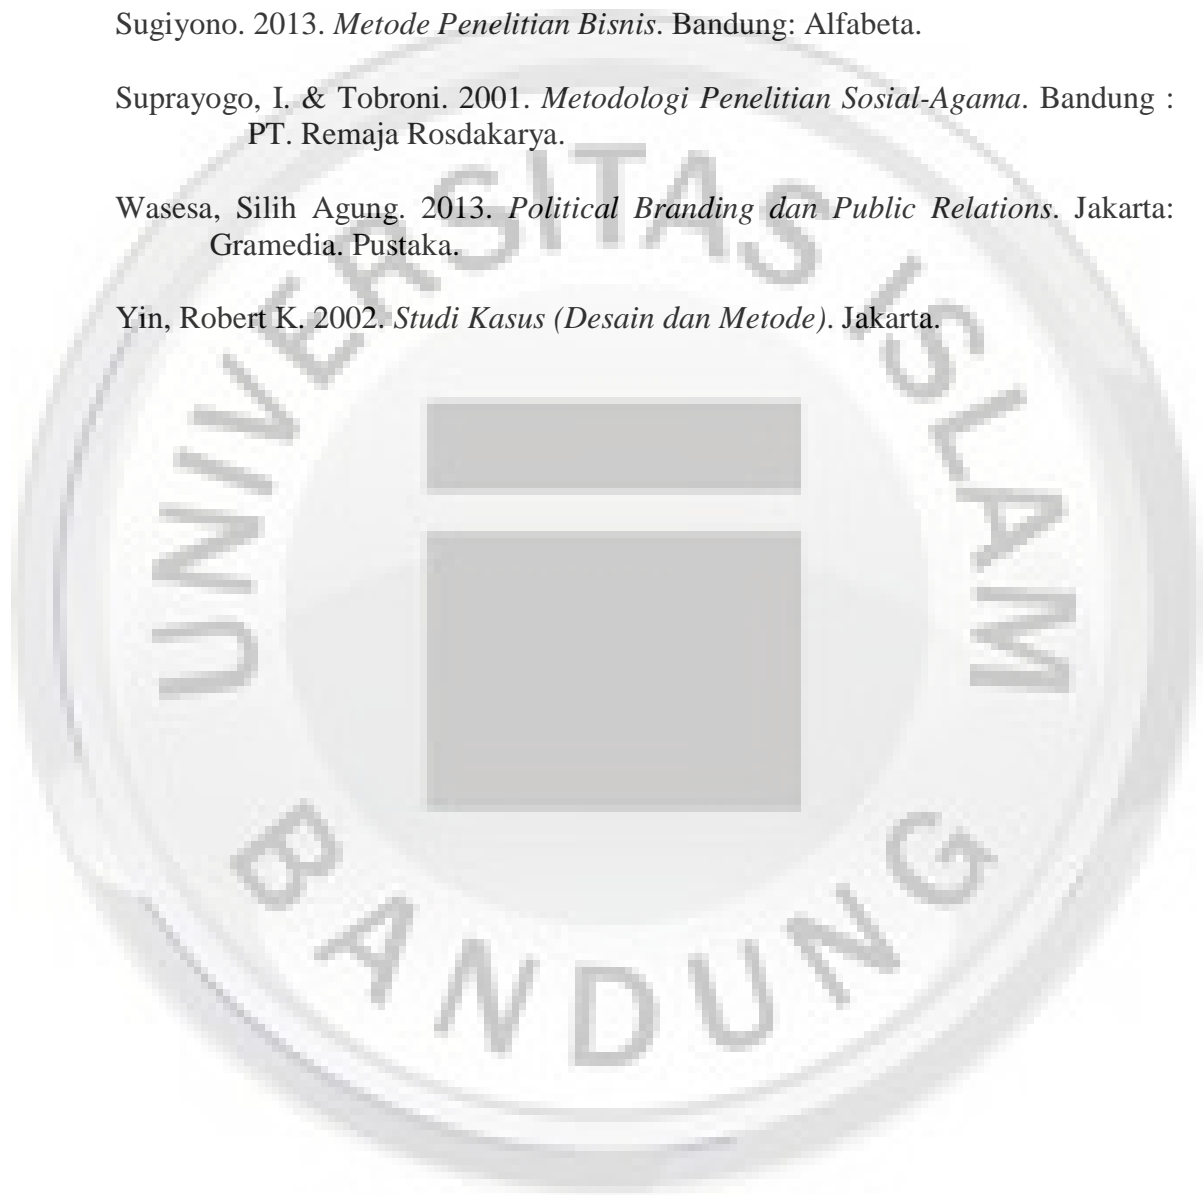 Sugiyono. 2013. Metode Penelitian Bisnis. Bandung: Alfabeta.
Suprayogo, I. & Tobroni. 2001. Metodologi Penelitian Sosial-Agama. Bandung :
PT. Remaja Rosdakarya.
Wasesa, Silih Agung. 2013. Political Branding dan Public Relations. Jakarta:
Gramedia. Pustaka.
Yin, Robert K. 2002. Studi Kasus (Desain dan Metode). Jakarta.
UNIVERSITAS ISLAM
BANDUNG